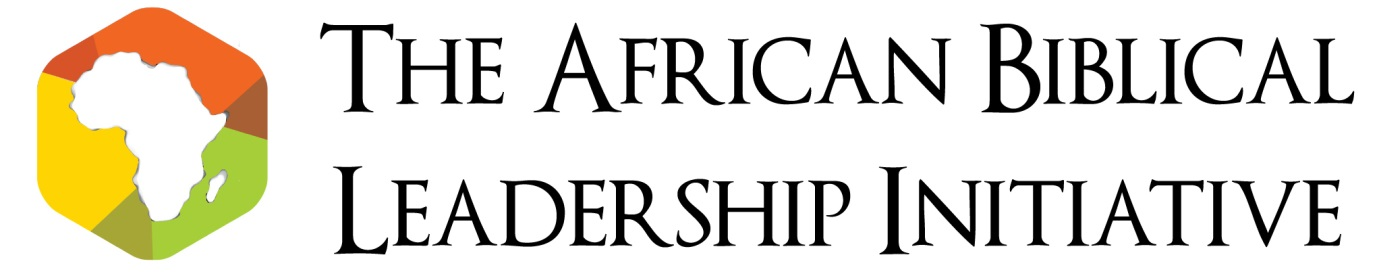 THE AFRICAN BIBLICAL
LEADERSHIP INITIATIVE